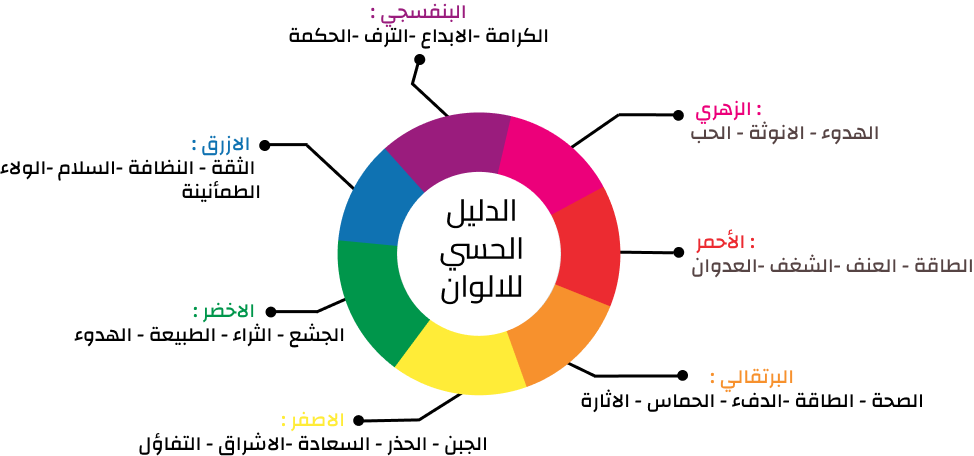 البنفسجي :
الكرامة -الابداع -الترف -الحكمة
الزهري :
الهدوء - الانوثة - الحب
الازرق :
الثقة - النظافة -السلام -الولاء
الطمأنينة
الدليل
الحسي
للالوان
الأحمر :
الطاقة - العنف -الشغف -العدوان
الاخضر :
الجشع - الثراء - الطبيعة - الهدوء
البرتقالي :
الصحة - الطاقة -الدفء - الحماس - الاثارة
الاصفر :
الجبن - الحذر - السعادة -الاشراق - التفاؤل